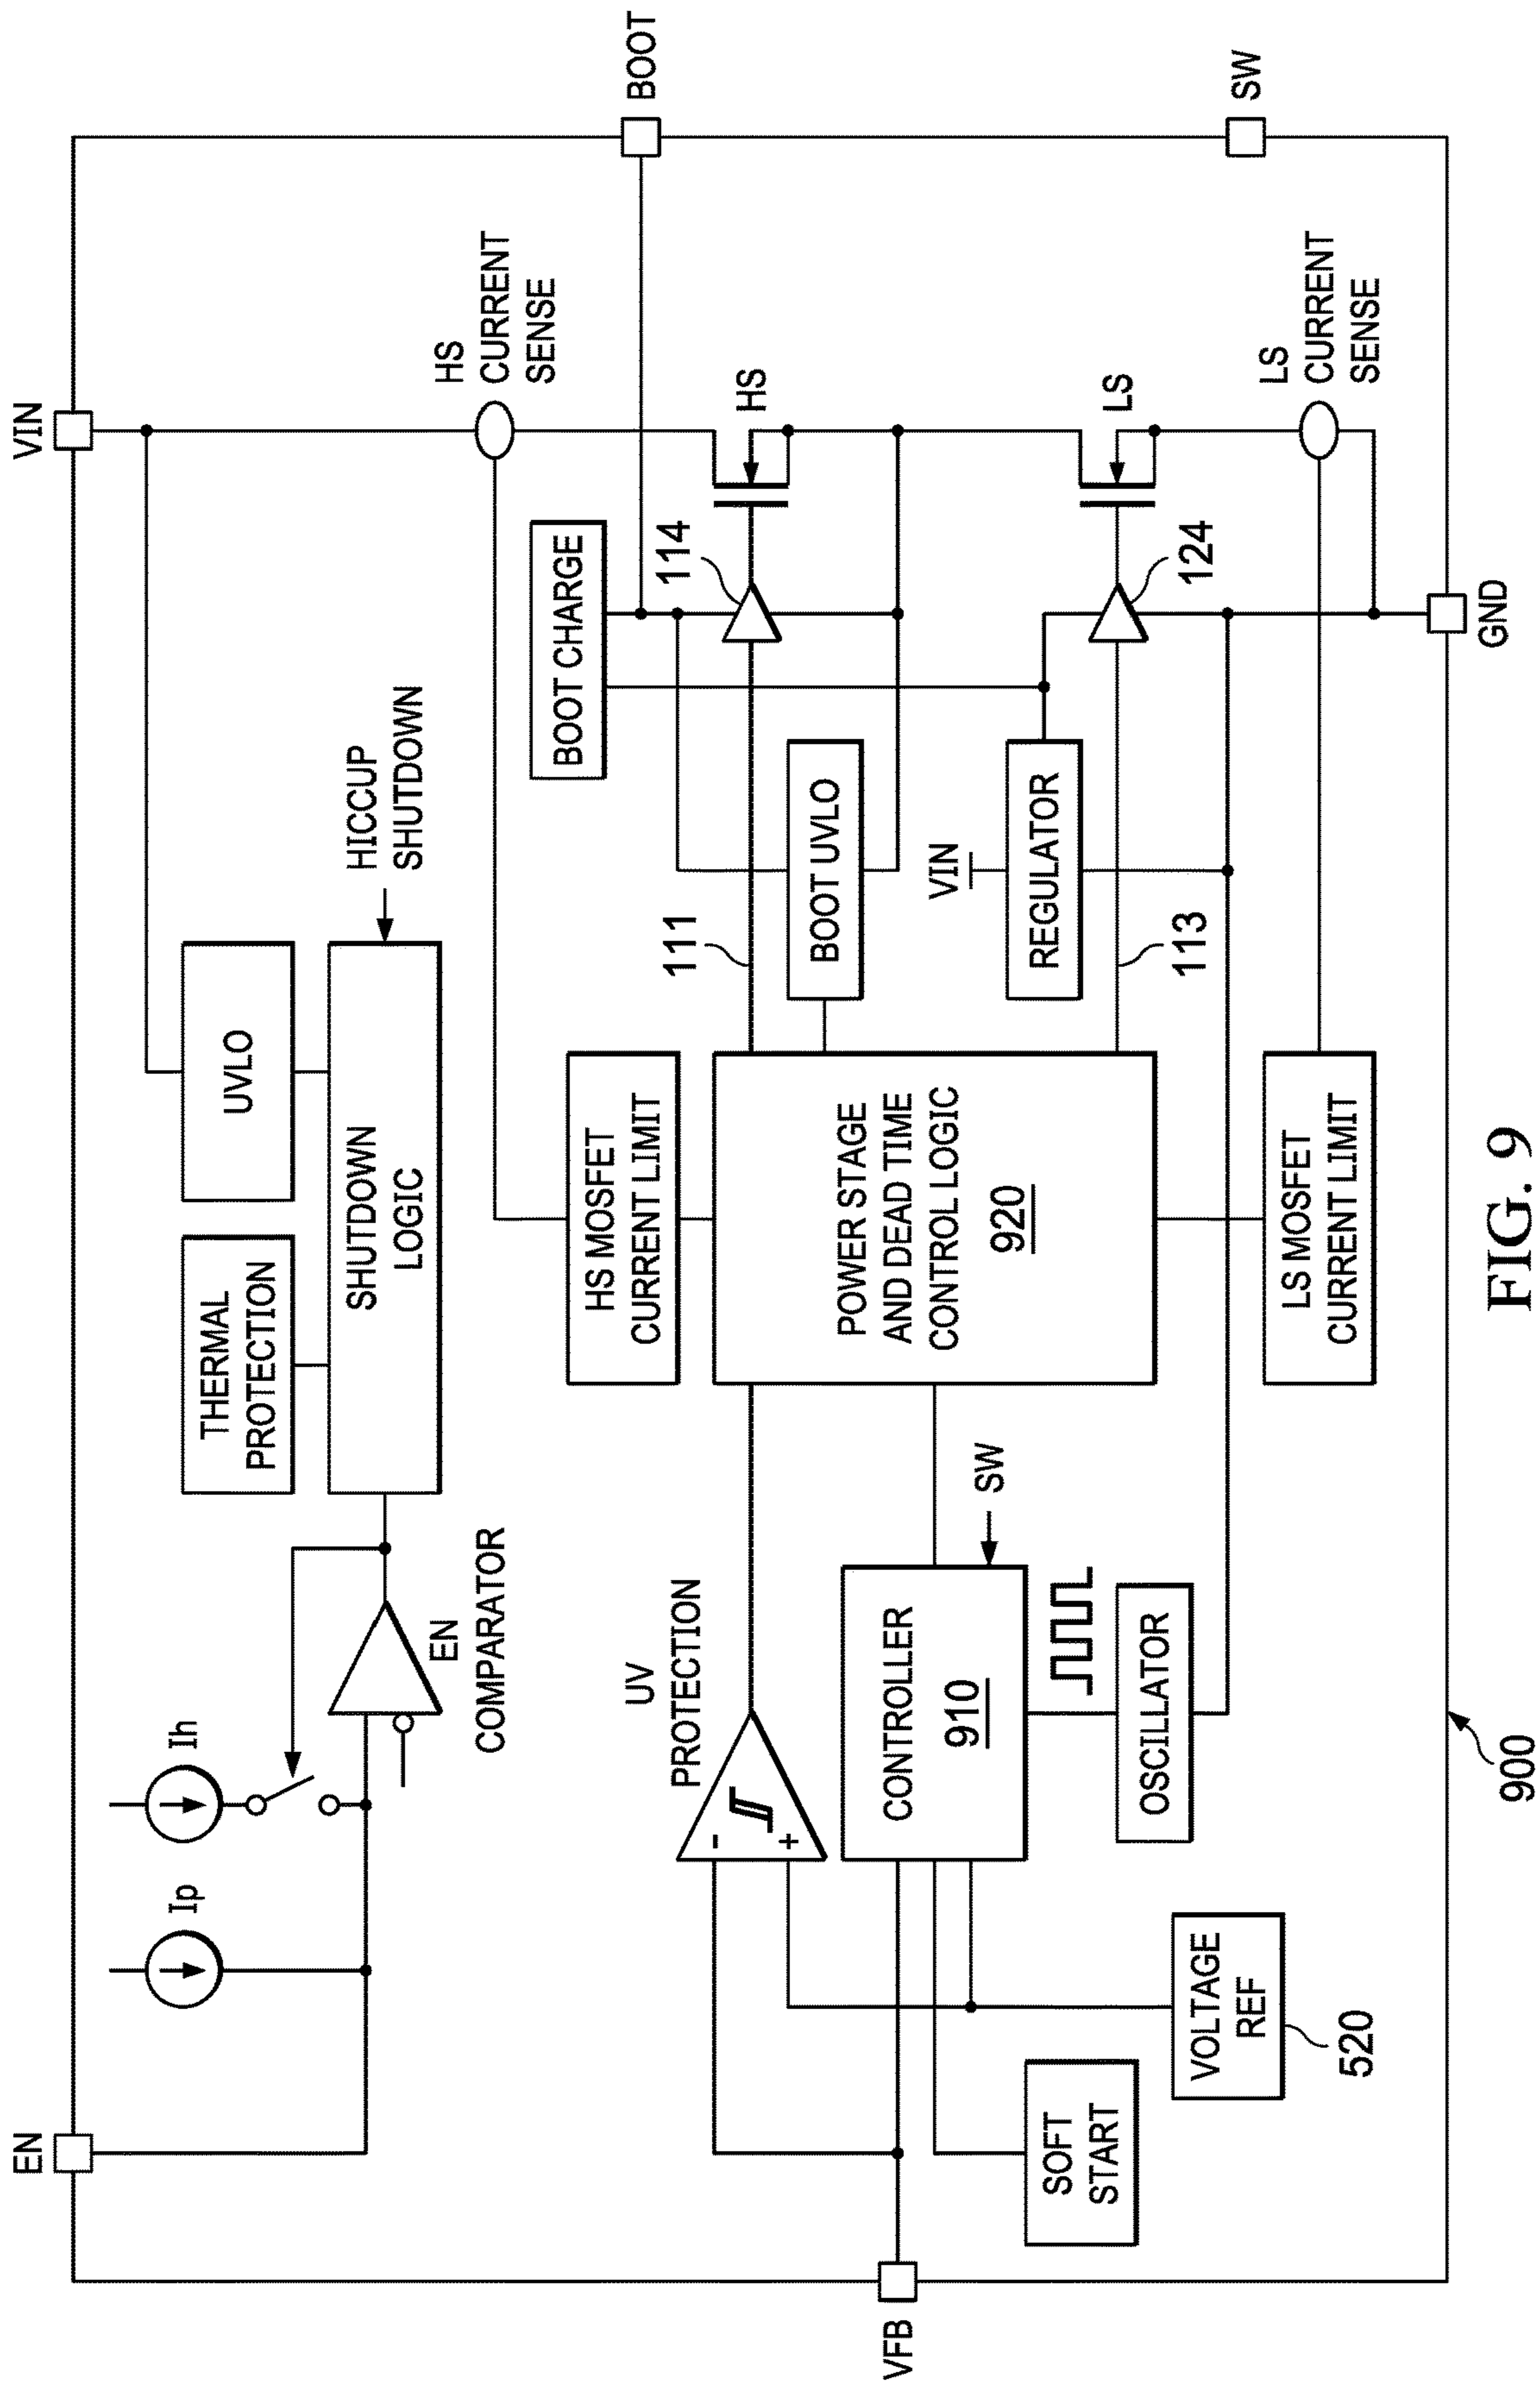 EN
VIN
Ip
Ih
THERMAL
PROTECTION
UVLO
SHUTDOWN
LOGIC
HICCUP
SHUTDOWN
EN
COMPARATOR
HS
CURRENT
SENSE
BOOT CHARGE
BOOT
HS MOSFET
CURRENT LIMIT
UV
PROTECTION
-
+
111
114
HS
POWER STAGE
AND DEAD TIME
CONTROL LOGIC
920
BOOT UVLO
VFB
CONTROLLER
910
SW
VIN
REGULATOR
LS
SOFT
START
OSCILLATOR
113
124
VOLTAGE
REF
520
LS MOSFET
CURRENT LIMIT
LS
CURRENT
SENSE
SW
GND
900
FIG. 9